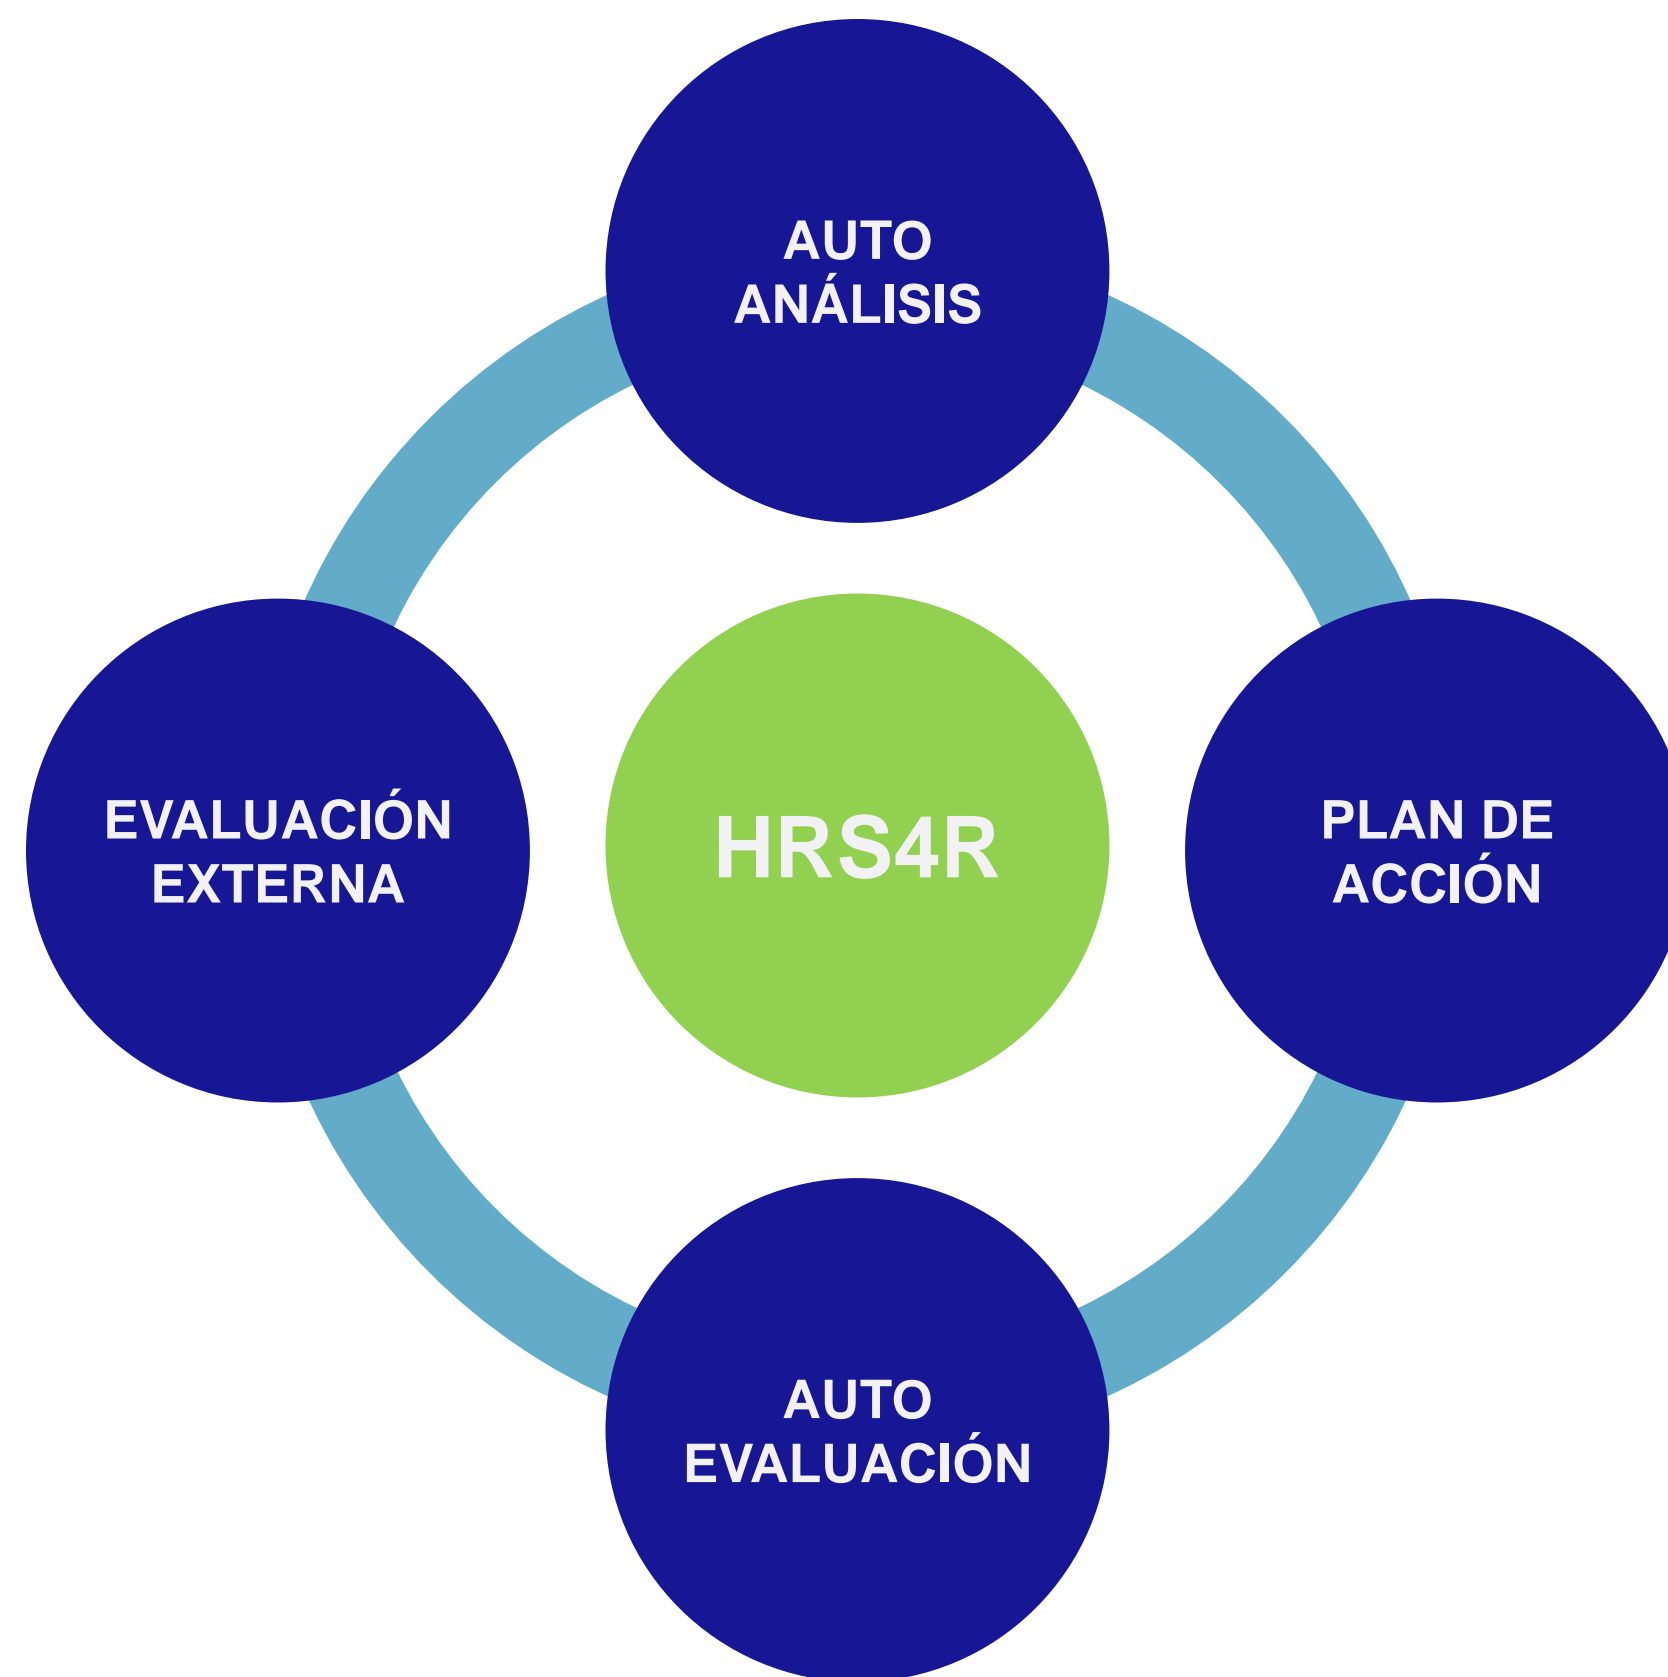 AUTO
ANÁLISIS
EVALUACIÓN
EXTERNA
HRS4R
PLAN DE
ACCIÓN
AUTO
EVALUACIÓN